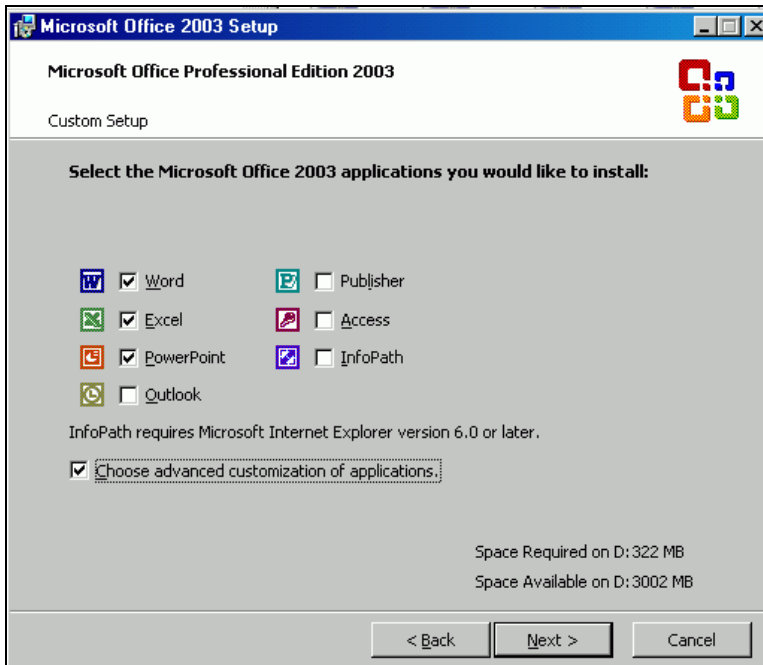 Microsoft Office 2003 Setup
Microsoft Office Professional Edition 2003
Custom Setup
Select the Microsoft Office 2003 applications you would like to install:
Word
Publisher
Excel
Access
PowerPoint
InfoPath
Outlook
InfoPath requires Microsoft Internet Explorer version 6.0 or later.
Choose advanced customization of applications.
Space Required on D: 322 MB
Space Available on D: 3002 MB
< Back
Next >
Cancel